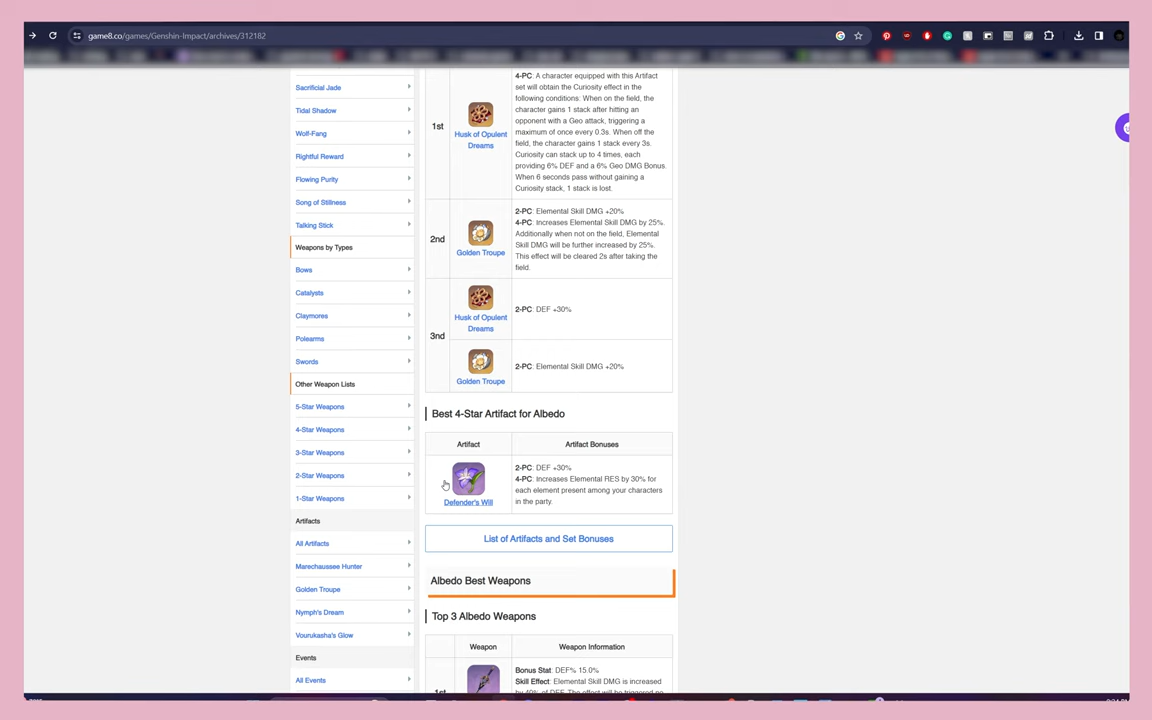 game8.co/games/Genshin-Impact/archives/312182
Sacrificial Jade
Tidal Shadow
Wolf-Fang
Rightful Reward
Flowing Purity
Song of Stillness
Talking Stick
Weapons by Types
Bows
Catalysts
Claymores
Polearms
Swords
Other Weapon Lists
5-Star Weapons
4-Star Weapons
3-Star Weapons
2-Star Weapons
1-Star Weapons
Artifacts
All Artifacts
Marechaussee Hunter
Golden Troupe
Nymph's Dream
Vourukasha's Glow
Events
All Events
1st
Husk of Opulent
Dreams
4-PC: A character equipped with this Artifact
set will obtain the Curiosity effect in the
following conditions: When on the field, the
character gains 1 stack after hitting an
opponent with a Geo attack, triggering a
maximum of once every 0.3s. When off the
field, the character gains 1 stack every 3s.
Curiosity can stack up to 4 times, each
providing 6% DEF and a 6% Geo DMG Bonus.
When 6 seconds pass without gaining a
Curiosity stack, 1 stack is lost.
2nd
Golden Troupe
2-PC: Elemental Skill DMG +20%
4-PC: Increases Elemental Skill DMG by 25%.
Additionally when not on the field, Elemental
Skill DMG will be further increased by 25%.
This effect will be cleared 2s after taking the
field.
3nd
Husk of Opulent
Dreams
2-PC: DEF +30%
Golden Troupe
2-PC: Elemental Skill DMG +20%
Best 4-Star Artifact for Albedo
Artifact
Artifact Bonuses
Defender's Will
2-PC: DEF +30%
4-PC: Increases Elemental RES by 30% for
each element present among your characters
in the party.
List of Artifacts and Set Bonuses
Albedo Best Weapons
Top 3 Albedo Weapons
Weapon
Weapon Information
1st
Bonus Stat: DEF% 15.0%
Skill Effect: Elemental Skill DMG is increased
by 40% of DEF. The effect will be triggered no